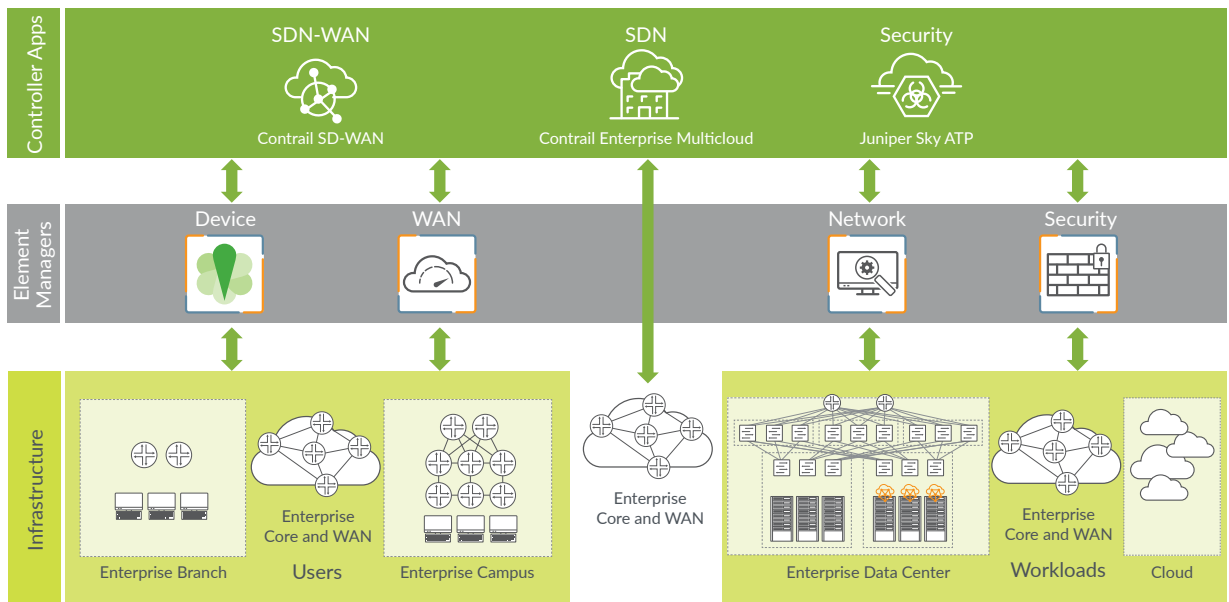 Controller Apps
SDN-WAN
SDN
Security
Contrail SD-WAN
Contrail Enterprise Multicloud
Juniper Sky ATP
Element
Managers
Device
WAN
Network
Security
Infrastructure
Enterprise
Core and WAN
Enterprise Branch
Users
Enterprise Campus
Enterprise
Core and WAN
Enterprise Data Center
Enterprise
Core and WAN
Workloads
Cloud